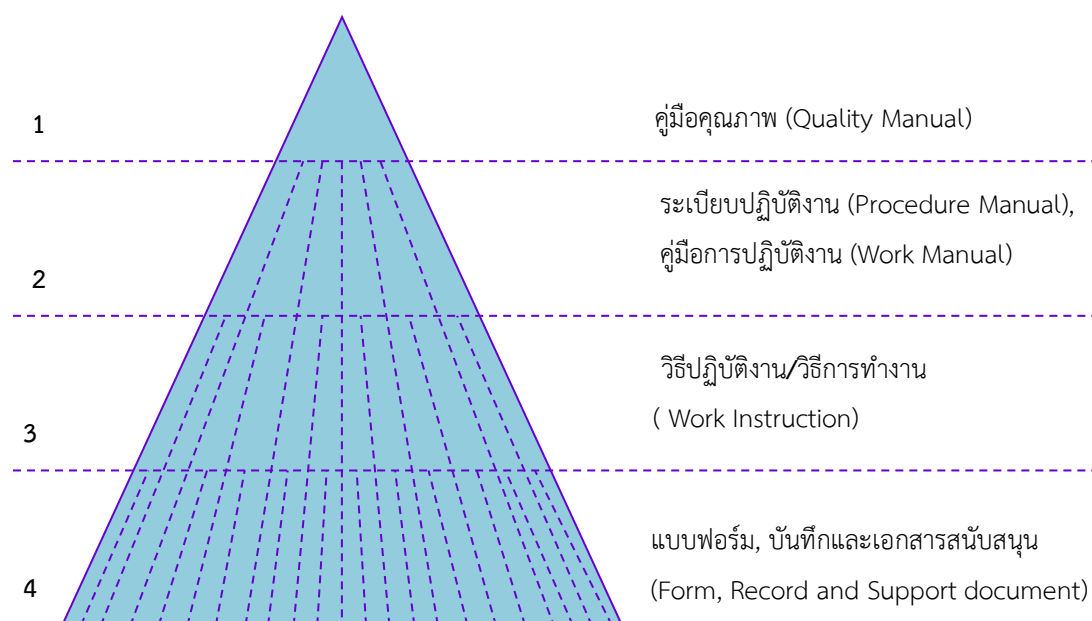 1
คู่มือคุณภาพ (Quality Manual)
ระเบียบปฏิบัติงาน (Procedure Manual),
คู่มือการปฏิบัติงาน (Work Manual)
2
วิธีปฏิบัติงาน/วิธีการทำงาน
( Work Instruction)
3
แบบฟอร์ม, บันทึกและเอกสารสนับสนุน
4
(Form, Record and Support document)